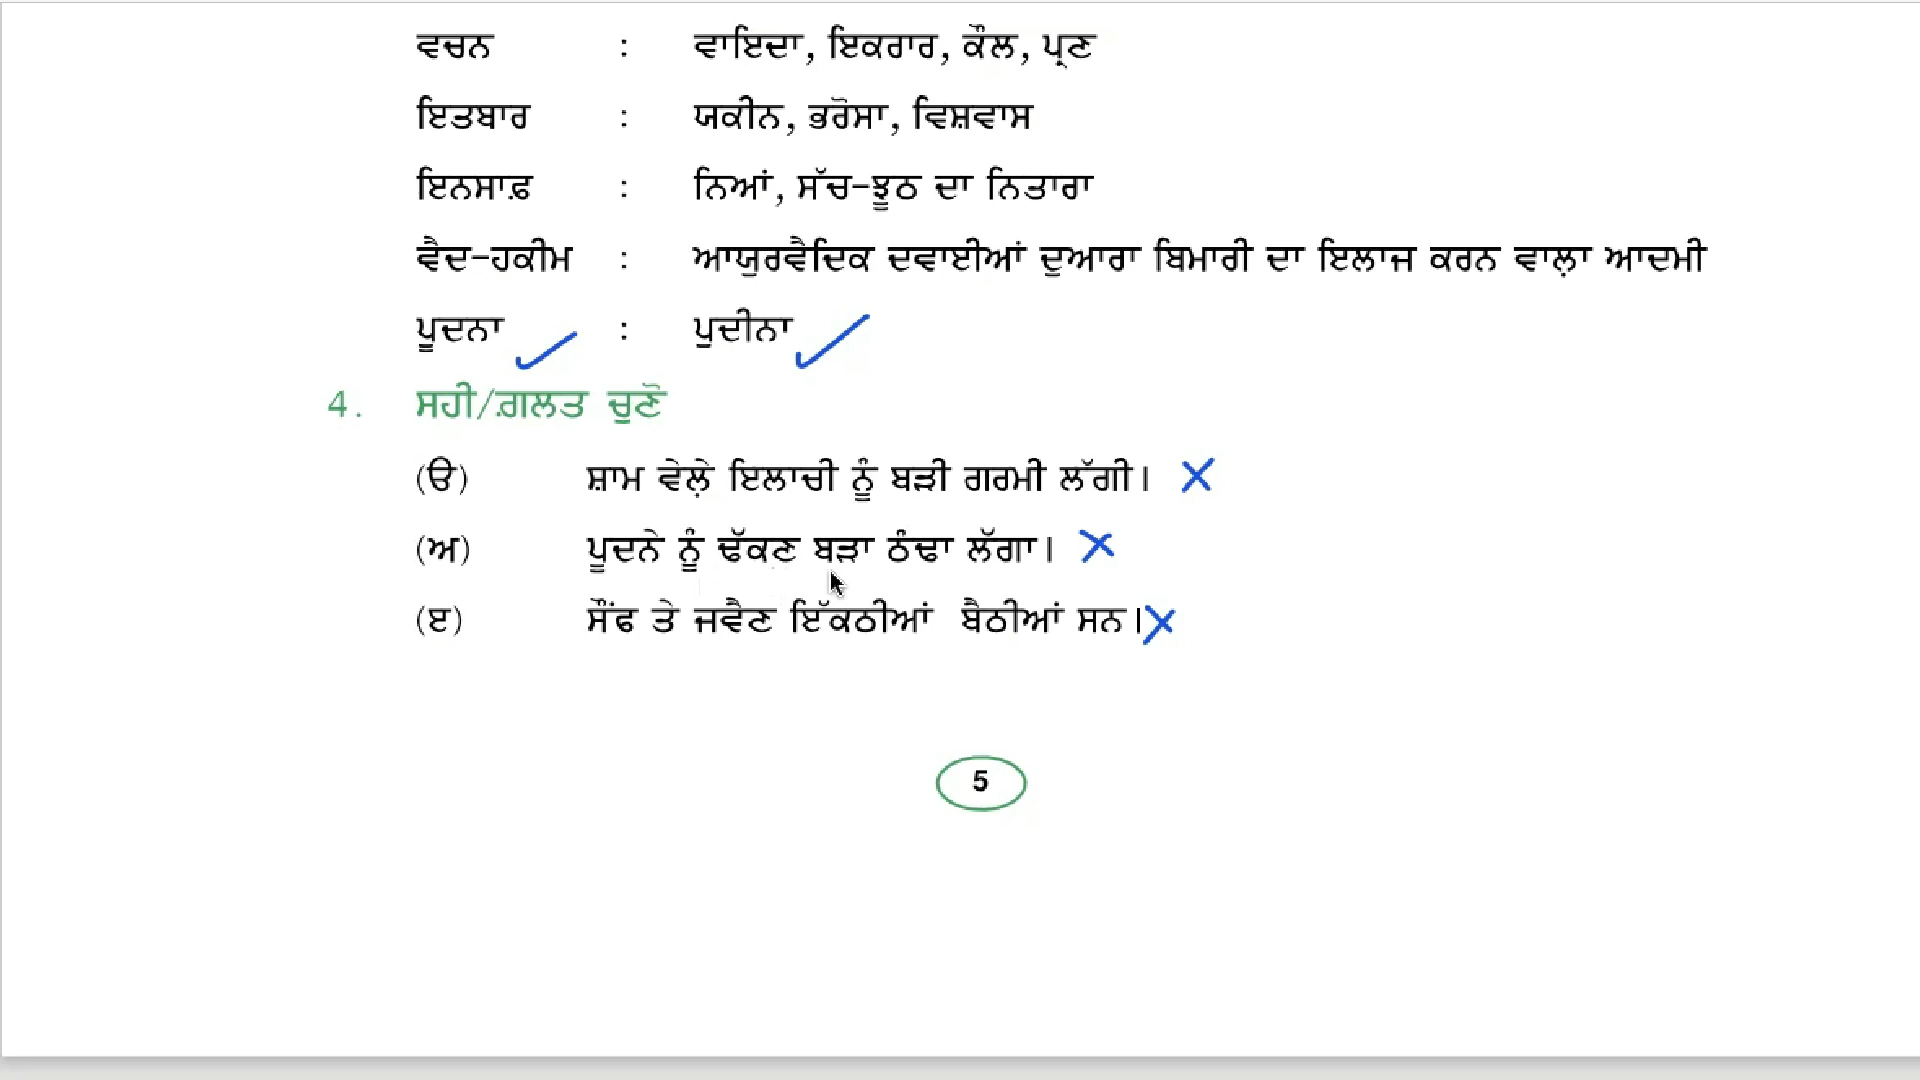 ਵਚਨ : ਵਾਇਦਾ, ਇਕਰਾਰ, ਕੌਲ, ਪ੍ਰਣ
ਇਤਬਾਰ : ਯਕੀਨ, ਭਰੋਸਾ, ਵਿਸ਼ਵਾਸ
ਇਨਸਾਫ਼ : ਨਿਆਂ, ਸੱਚ-ਝੂਠ ਦਾ ਨਿਤਾਰਾ
ਵੈਦ-ਹਕੀਮ : ਆਯੁਰਵੈਦਿਕ ਦਵਾਈਆਂ ਦੁਆਰਾ ਬਿਮਾਰੀ ਦਾ ਇਲਾਜ ਕਰਨ ਵਾਲ਼ਾ ਆਦਮੀ
ਪੂਦਨਾ : ਪੁਦੀਨਾ
4. ਸਹੀ/ਗ਼ਲਤ ਚੁਣੋ
(ੳ) ਸ਼ਾਮ ਵੇਲ਼ੇ ਇਲਾਚੀ ਨੂੰ ਬੜੀ ਗਰਮੀ ਲੱਗੀ।
(ਅ) ਪੂਦਨੇ ਨੂੰ ਢੱਕਣ ਬੜਾ ਠੰਢਾ ਲੱਗਾ।
(ੲ) ਸੌਂਫ ਤੇ ਜਵੈਣ ਇੱਕਠੀਆਂ ਬੈਠੀਆਂ ਸਨ।
5